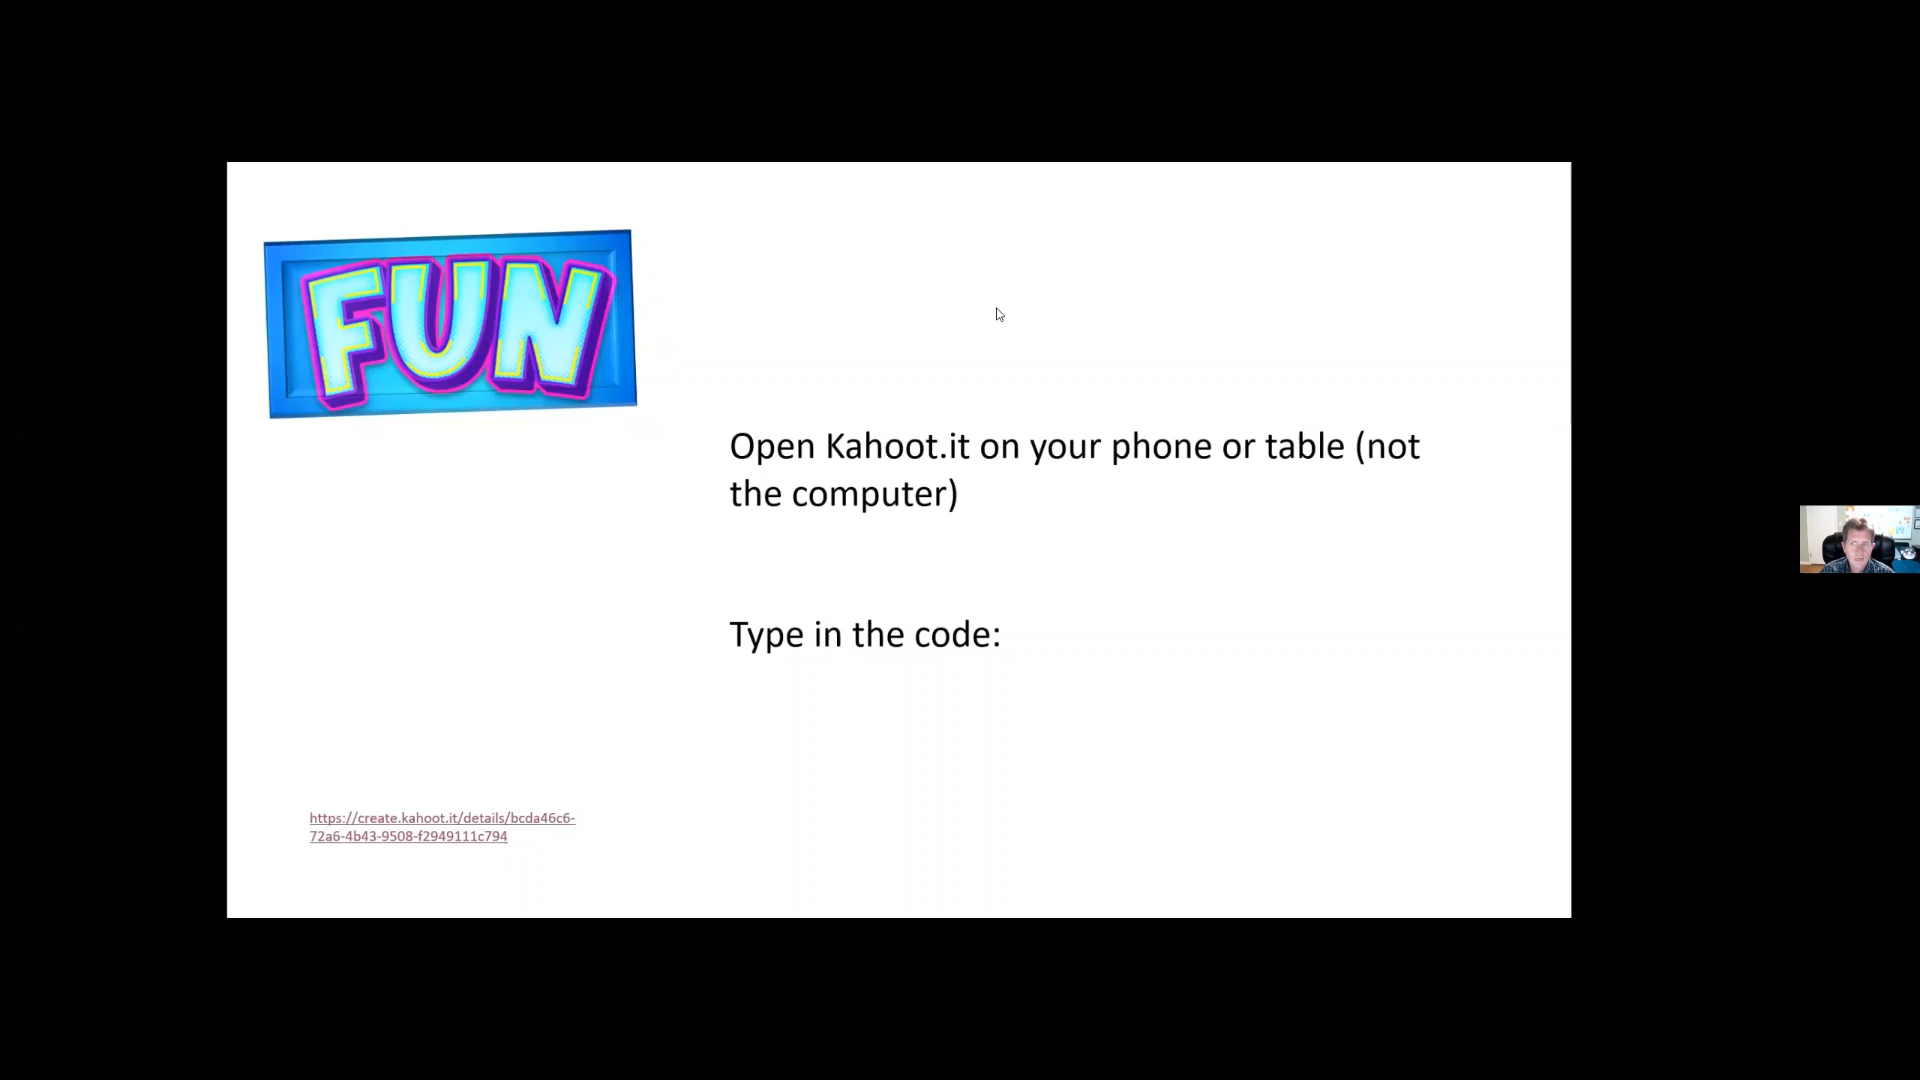 FUN
Open Kahoot.it on your phone or table (not
the computer)
Type in the code:
https://create.kahoot.it/details/bcda46c6-
72a6-4b43-9508-f2949111c794